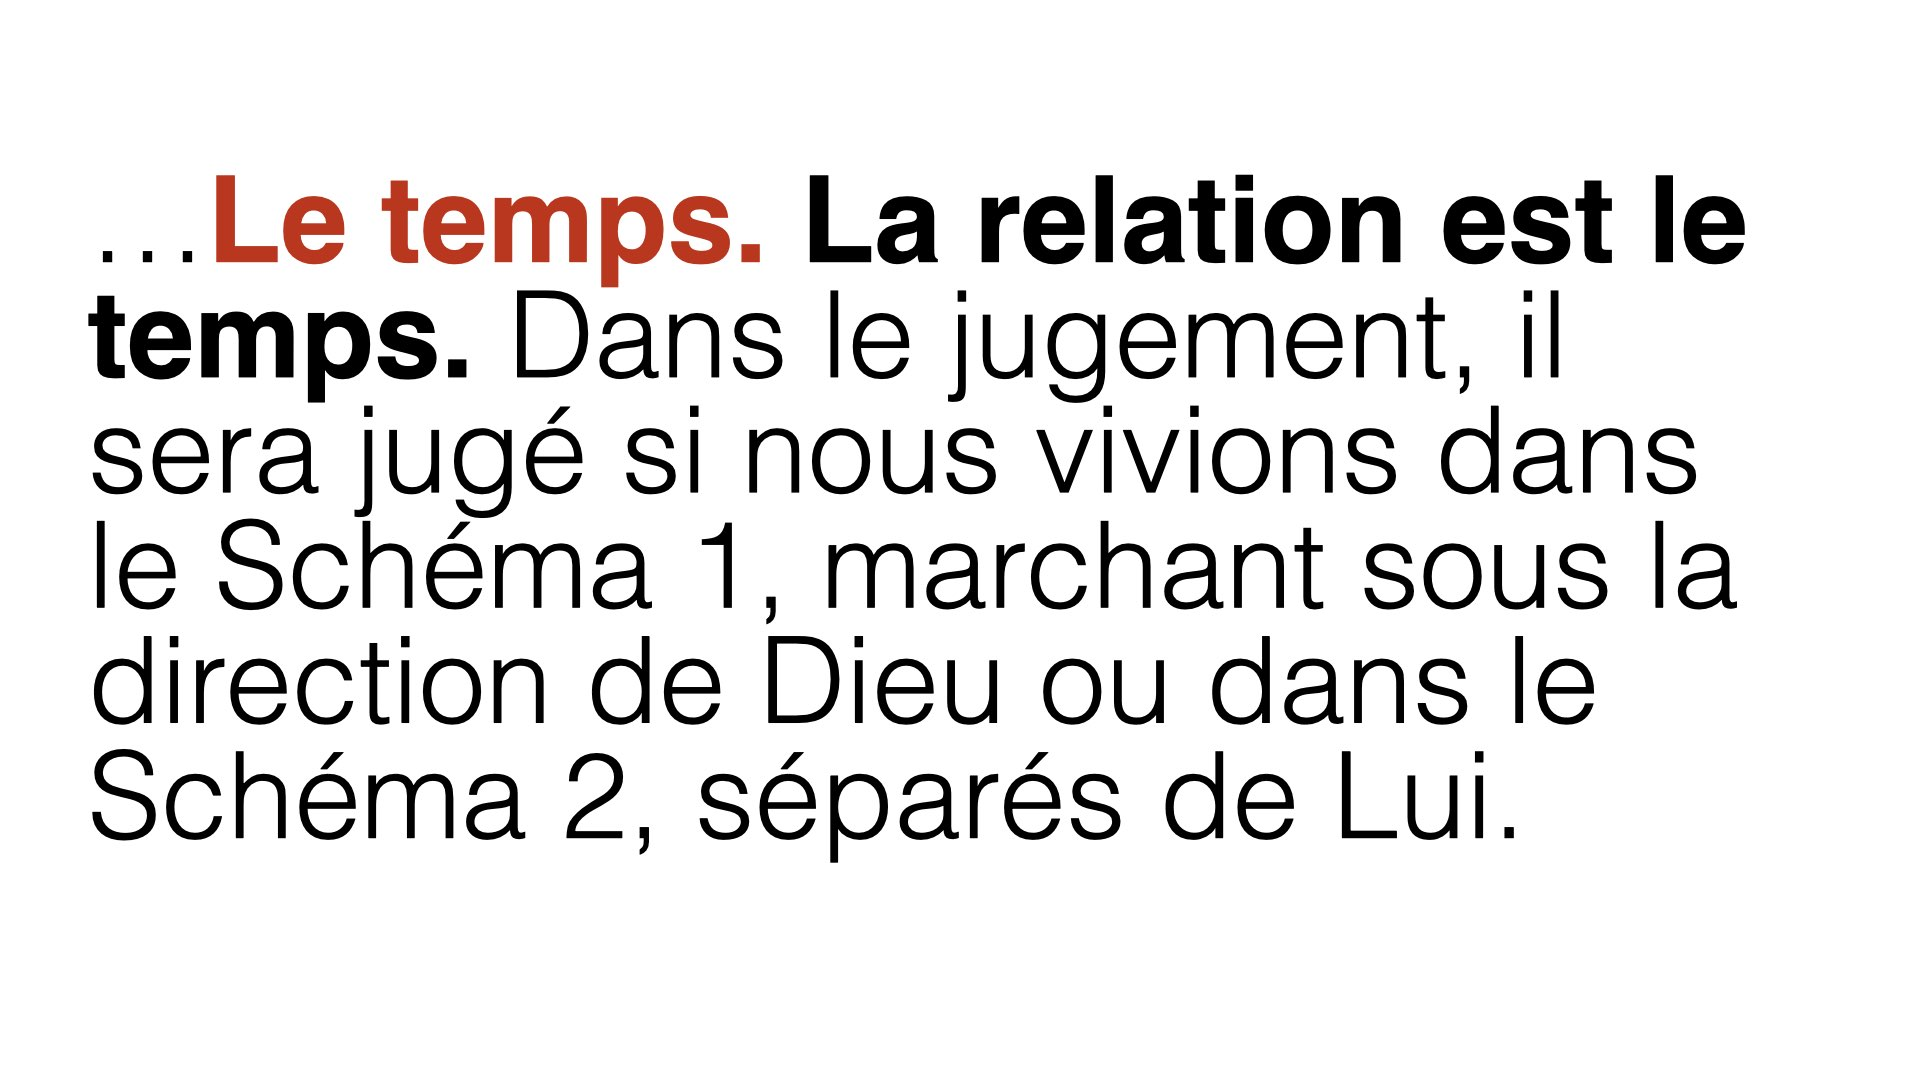 …Le temps. La relation est le
temps. Dans le jugement, il
sera jugé si nous vivions dans
le Schéma 1, marchant sous la
direction de Dieu ou dans le
Schéma 2, séparés de Lui.